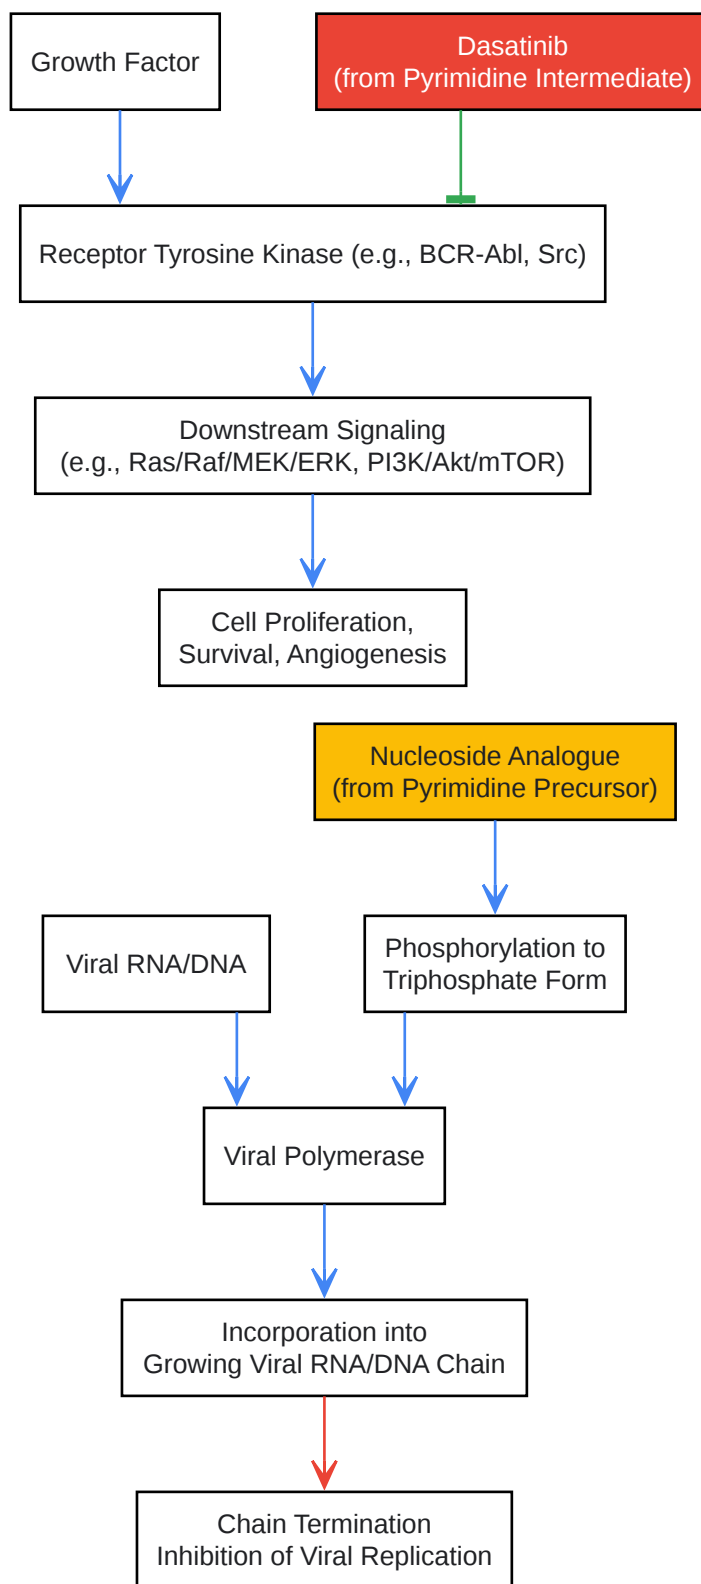 Growth Factor
Dasatinib
(from Pyrimidine Intermediate)
Receptor Tyrosine Kinase (e.g., BCR-Abl, Src)
Downstream Signaling
(e.g., Ras/Raf/MEK/ERK, PI3K/Akt/mTOR)
Cell Proliferation,
Survival, Angiogenesis
Nucleoside Analogue
(from Pyrimidine Precursor)
Viral RNA/DNA
Phosphorylation to
Triphosphate Form
Viral Polymerase
Incorporation into
Growing Viral RNA/DNA Chain
Chain Termination
Inhibition of Viral Replication